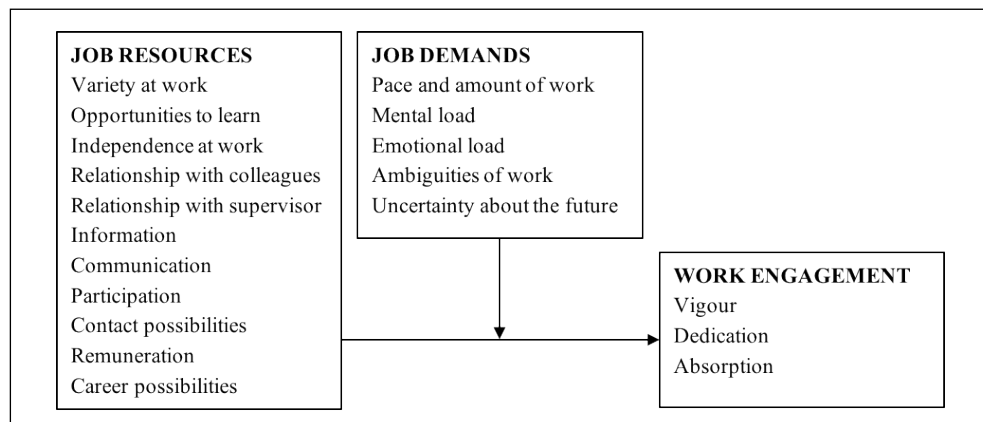 JOB RESOURCES
Variety at work
Opportunities to learn
Independence at work
Relationship with colleagues
Relationship with supervisor
Information
Communication
Participation
Contact possibilities
Remuneration
Career possibilities
JOB DEMANDS
Pace and amount of work
Mental load
Emotional load
Ambiguities of work
Uncertainty about the future
WORK ENGAGEMENT
Vigour
Dedication
Absorption